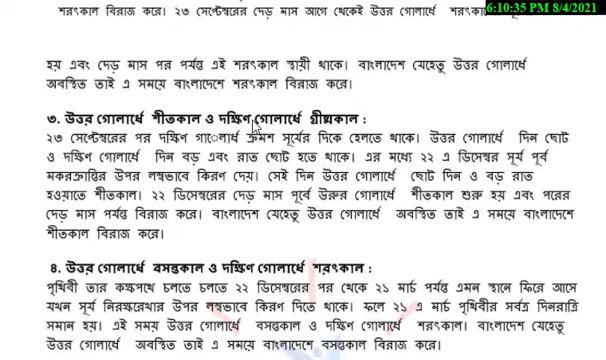 শরৎকাল বিরাজ করে। ২৩ সেপ্টেম্বরের দেড় মাস আগে থেকেই উত্তর গোলার্ধে
6:10:35 PM 8/4/2021
হয় এবং দেড় মাস পর পর্যন্ত এই শরৎকাল স্থায়ী থাকে। বাংলাদেশ যেহেতু উত্তর গোলার্ধে
অবস্থিত তাই এ সময়ে বাংলাদেশে শরৎকাল বিরাজ করে।
৩. উত্তর গোলার্ধে শীতকাল ও দক্ষিণ গোলার্ধে গ্রীষ্মকাল :
২৩ সেপ্টেম্বরের পর দক্ষিণ গােলার্ধ ক্রমশ সূর্যের দিকে হেলতে থাকে। উত্তর গোলার্ধে দিন ছোট
ও দক্ষিণ গোলার্ধে দিন বড় এবং রাত ছোট হতে থাকে। এর মধ্যে ২২ এ ডিসেম্বর সূর্য পূর্ব
মকরক্রান্তির উপর লম্বভাবে কিরণ দেয়। সেই দিন উত্তর গোলার্ধে ছোট দিন ও বড় রাত
হওয়াতে শীতকাল। ২২ ডিসেম্বরের দেড় মাস পূর্বে উরুর গোলার্ধে শীতকাল শুরু হয় এবং পরের
দেড় মাস পর্যন্ত বিরাজ করে। বাংলাদেশ যেহেতু উত্তর গোলার্ধে অবস্থিত তাই এ সময়ে বাংলাদেশে
শীতকাল বিরাজ করে।
৪. উত্তর গোলার্ধে বসন্তকাল ও দক্ষিণ গোলার্ধে শরৎকাল :
পৃথিবী তার কক্ষপথে চলতে চলতে ২২ ডিসেম্বরের পর থেকে ২১ মার্চ পর্যন্ত এমন স্থানে ফিরে আসে
যখন সূর্য নিরক্ষরেখার উপর লম্বভাবে কিরণ দিতে থাকে। ফলে ২১ এ মার্চ পৃথিবীর সর্বত্র দিনরাত্রি
সমান হয়। এই সময় উত্তর গোলার্ধে বসন্তকাল ও দক্ষিণ গোলার্ধে শরৎকাল। বাংলাদেশ যেহেতু
উত্তর গোলার্ধে অবস্থিত তাই এ সময়ে বাংলাদেশে বসন্তকাল বিরাজ করে।